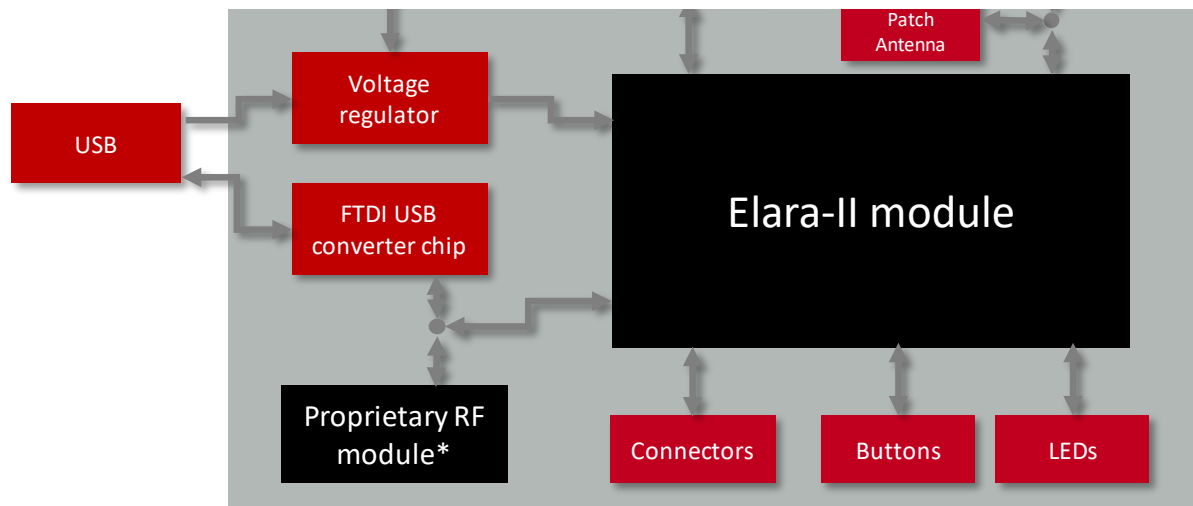 Patch
Antenna
Voltage
regulator
USB
Elara-II module
FTDI USB
converter chip
Proprietary RF
module*
Connectors
Buttons
LEDs